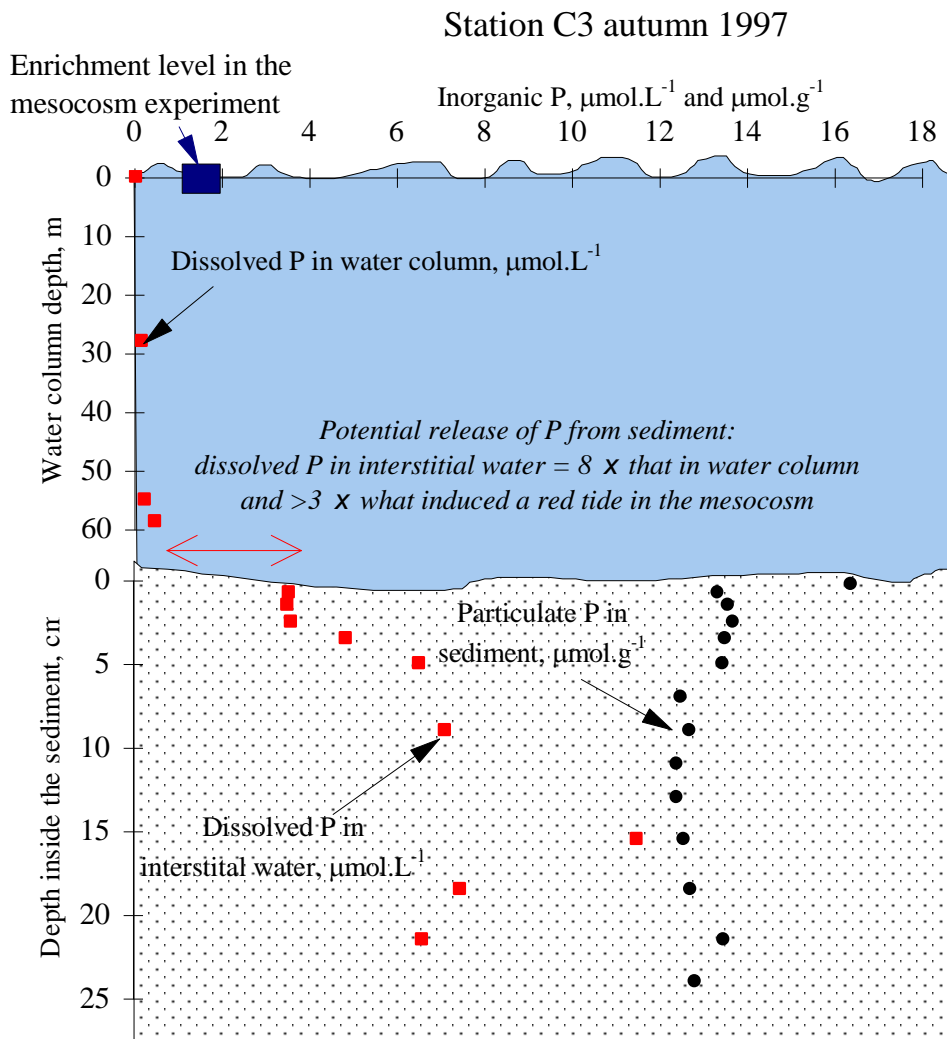 Station C3 autumn 1997
Enrichment level in the
mesocosm experiment
Inorganic P, μmol.L⁻¹ and μmol.g⁻¹
0 2 4 6 8 10 12 14 16 18
Water column depth, m
0
10
20
30
40
50
60
Dissolved P in water column, μmol.L⁻¹
Potential release of P from sediment:
dissolved P in interstitial water = 8 x that in water column
and >3 x what induced a red tide in the mesocosm
Depth inside the sediment, cm
0
5
10
15
20
25
Particulate P in
sediment, μmol.g⁻¹
Dissolved P in
interstital water, μmol.L⁻¹